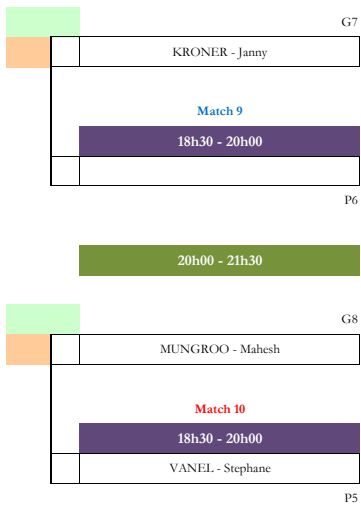 G7
KRONER - Janny
Match 9
18h30 - 20h00
P6
20h00 - 21h30
G8
MUNGROO - Mahesh
Match 10
18h30 - 20h00
VANEL - Stephane
P5